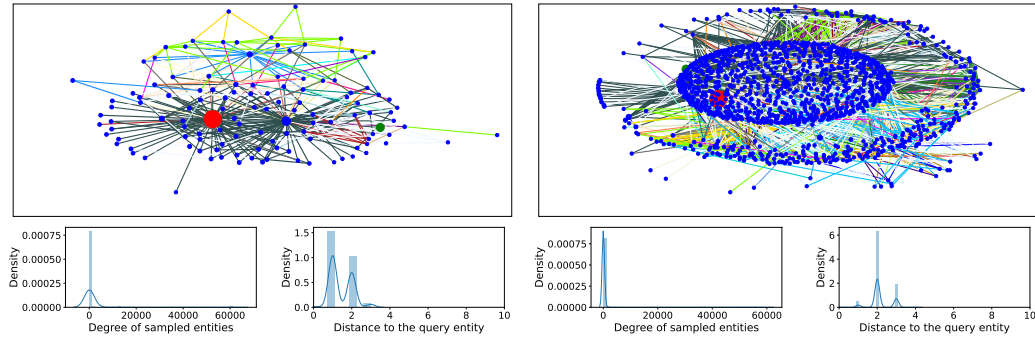 0.00075
0.00050
0.00025
0.00000
Density
0 20000 40000 60000
Degree of sampled entities
1.5
1.0
0.5
0.0
Density
0 2 4 6 8 10
Distance to the query entity
0.00075
0.00050
0.00025
0.00000
Density
0 20000 40000 60000
Degree of sampled entities
6
4
2
0
Density
0 2 4 6 8 10
Distance to the query entity